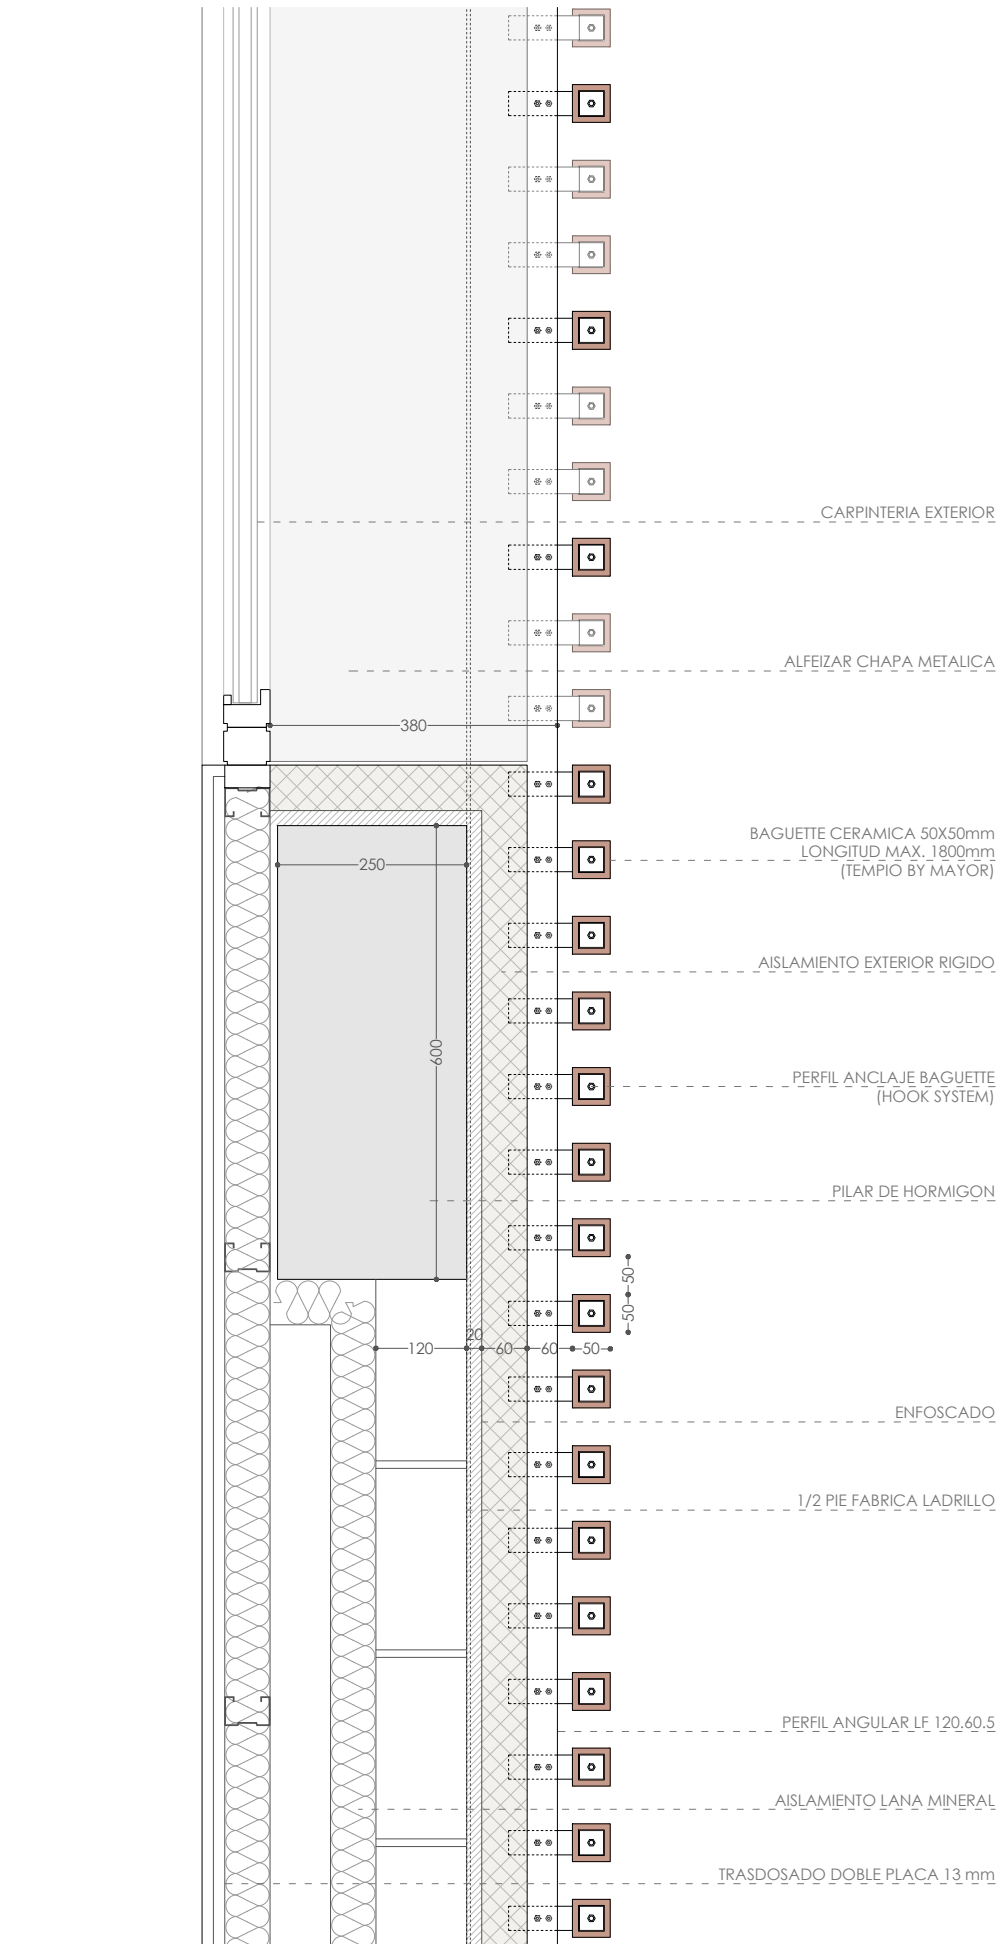 CARPINTERIA EXTERIOR
ALFEIZAR CHAPA METALICA
380
BAGUETTE CERAMICA 50X50mm
LONGITUD MAX. 1800mm
(TEMPIO BY MAYOR)
250
AISLAMIENTO EXTERIOR RIGIDO
600
PERFIL ANCLAJE BAGUETTE
(HOOK SYSTEM)
PILAR DE HORMIGON
50
50
120
20
60
60
50
ENFOSCADO
1/2 PIE FABRICA LADRILLO
PERFIL ANGULAR LF 120.60.5
AISLAMIENTO LANA MINERAL
TRASDOSADO DOBLE PLACA 13 mm